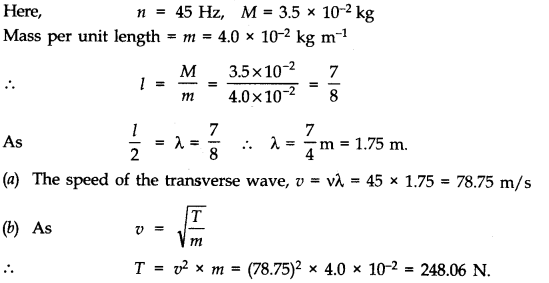 Here, n = 45 Hz, M = 3.5 × 10⁻² kg
Mass per unit length = m = 4.0 × 10⁻² kg m⁻¹
∴ l = M/m = 3.5×10⁻²/4.0×10⁻² = 7/8
As l/2 = λ = 7/8 ∴ λ = 7/4 m = 1.75 m.
(a) The speed of the transverse wave, v = νλ = 45 × 1.75 = 78.75 m/s
(b) As v = √(T/m)
∴ T = v² × m = (78.75)² × 4.0 × 10⁻² = 248.06 N.